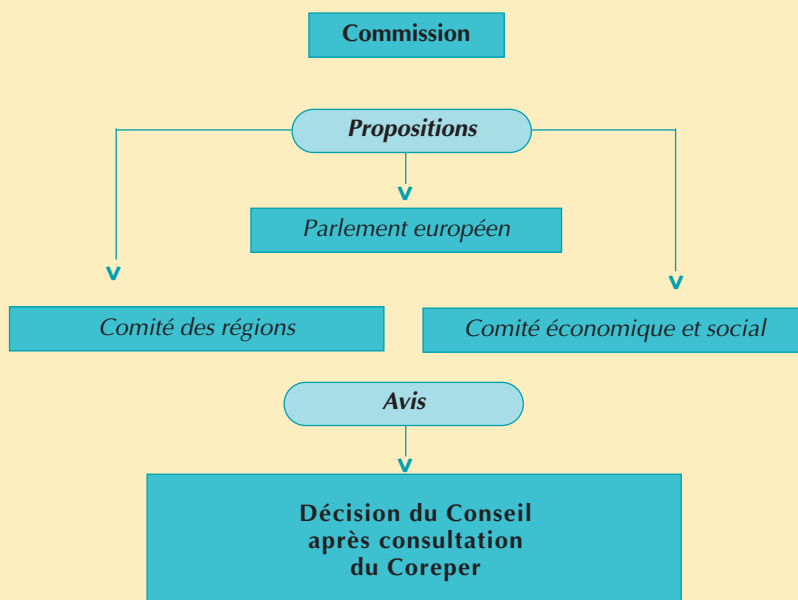 Commission
Propositions
Parlement européen
Comité des régions
Comité économique et social
Avis
Décision du Conseil
après consultation
du Coreper